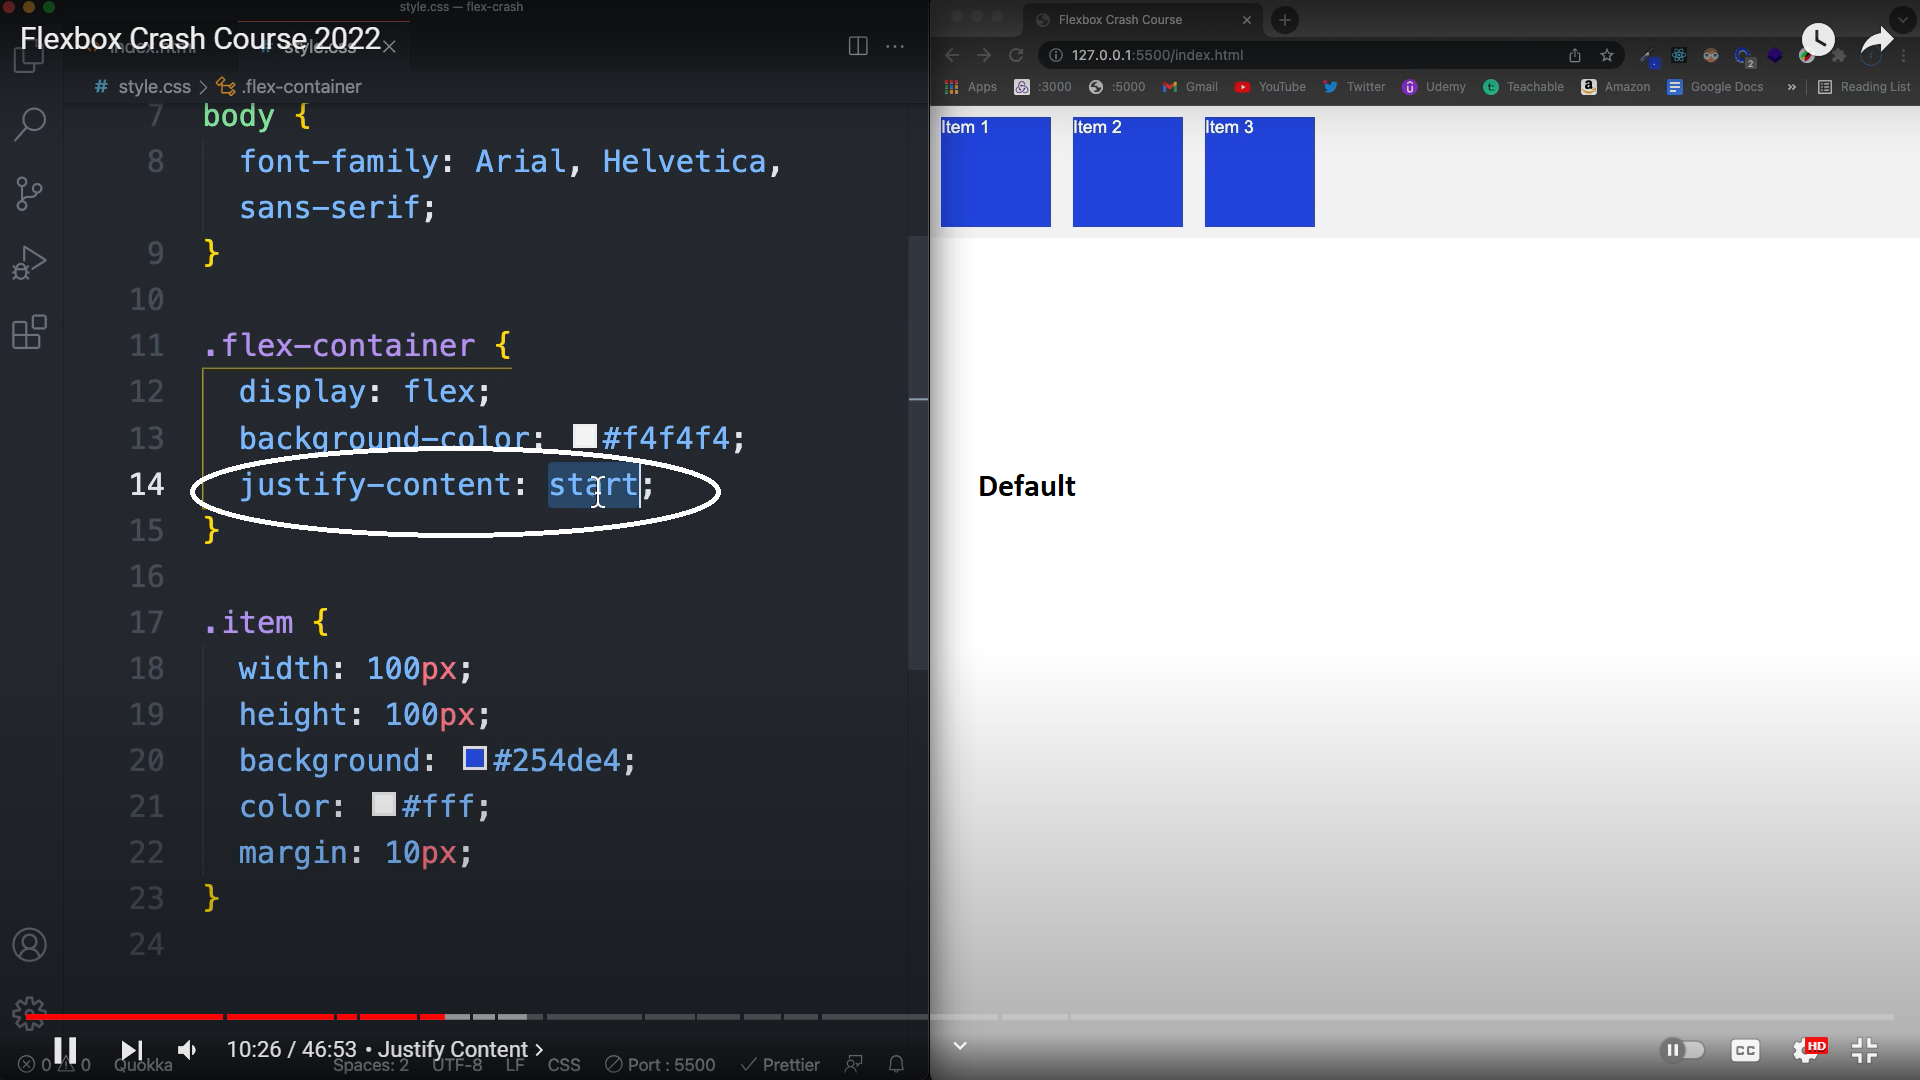 style.css — flex-crash
Flexbox Crash Course 2022
style.css
# style.css > .flex-container
7 body {
8 font-family: Arial, Helvetica,
sans-serif;
9 }
10
11 .flex-container {
12 display: flex;
13 background-color: #f4f4f4;
14 justify-content: start;
15 }
16
17 .item {
18 width: 100px;
19 height: 100px;
20 background: #254de4;
21 color: #fff;
22 margin: 10px;
23 }
24
10:26 / 46:53 • Justify Content >
0 0 Quokka Spaces: 2 UTF-8 LF CSS Port : 5500 Prettier
Flexbox Crash Course
127.0.0.1:5500/index.html
2
Apps :3000 :5000 Gmail YouTube Twitter Udemy Teachable Amazon Google Docs » Reading List
Item 1 Item 2 Item 3
Default
CC HD